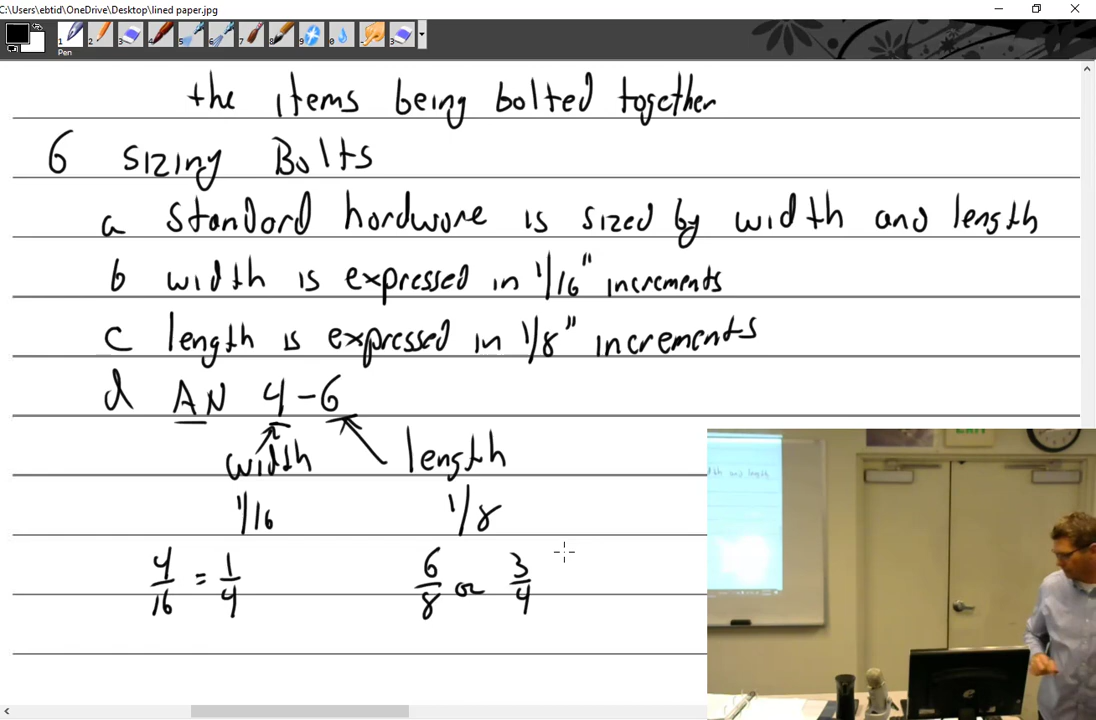 C:\Users\ebtid\OneDrive\Desktop\lined paper.jpg
Pen
the items being bolted together
6 Sizing Bolts
a Standard hardware is sized by width and length
b width is expressed in 1/16" increments
c length is expressed in 1/8" increments
d AN 4-6
width length
1/16 1/8
4/16 = 1/4 6/8 or 3/4
EXIT